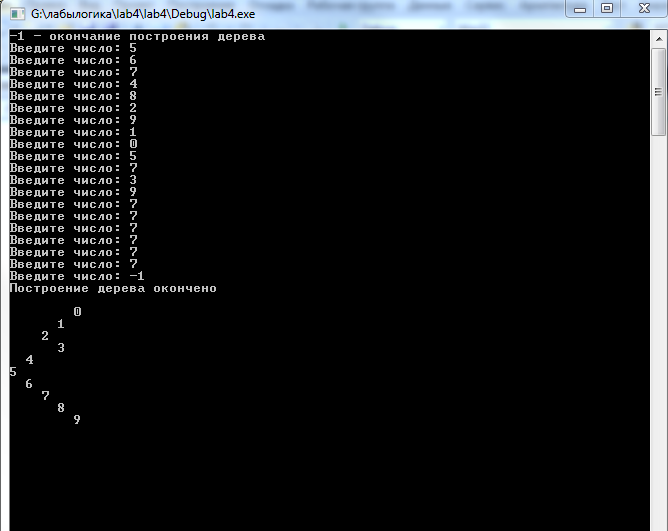 G:\лабылогика\lab4\lab4\Debug\lab4.exe
-1 - окончание построения дерева
Введите число: 5
Введите число: 6
Введите число: 7
Введите число: 4
Введите число: 8
Введите число: 2
Введите число: 9
Введите число: 1
Введите число: 0
Введите число: 5
Введите число: 7
Введите число: 3
Введите число: 9
Введите число: 7
Введите число: 7
Введите число: 7
Введите число: 7
Введите число: 7
Введите число: 7
Введите число: -1
Построение дерева окончено
0
1
2
3
4
5
6
7
8
9